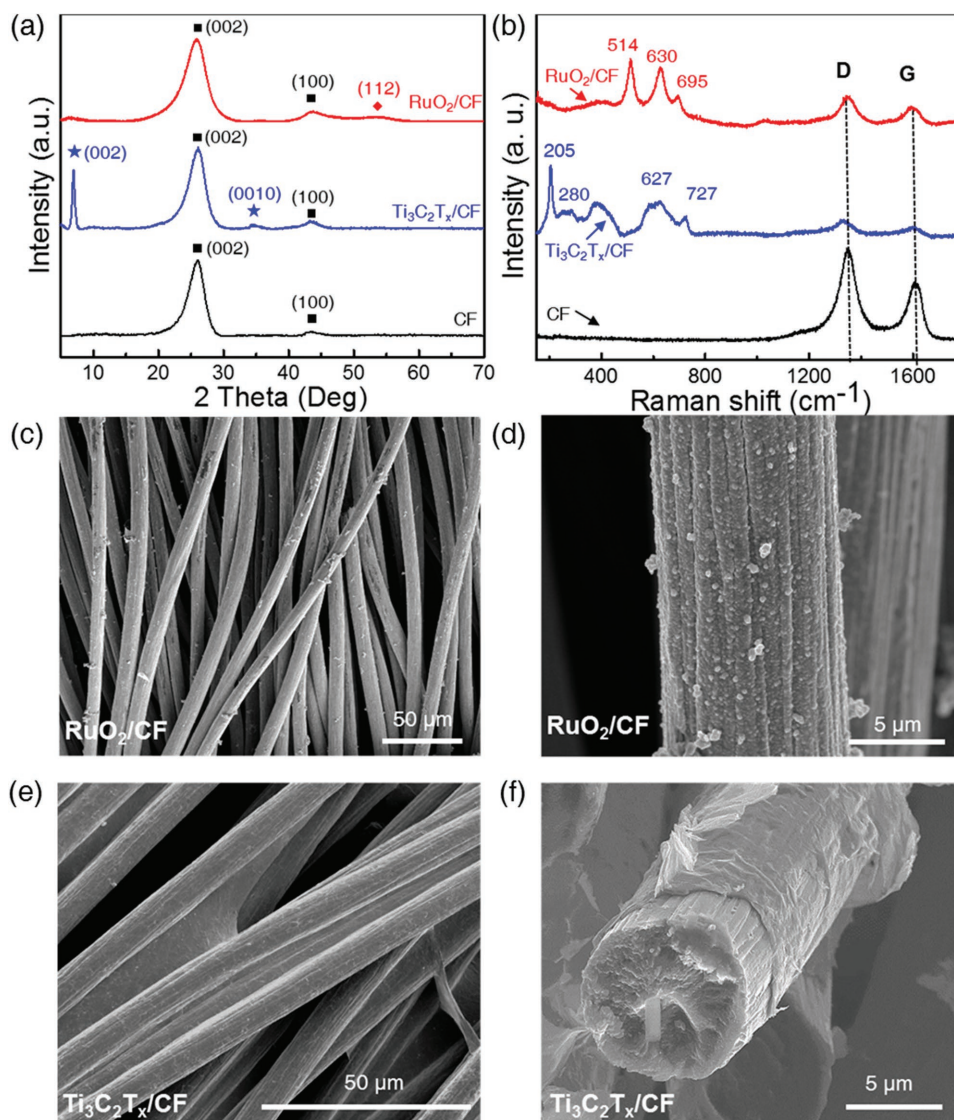 (a)
■ (002)
(100)
■
(112)
◆
RuO₂/CF
■ (002)
★ (002)
(0010)
★
(100)
■
Ti₃C₂Tₓ/CF
■ (002)
(100)
■
CF
Intensity (a.u.)
10 20 30 40 50 60 70
2 Theta (Deg)
(b)
514
630
695
D
G
RuO₂/CF
205
280
627
727
Ti₃C₂Tₓ/CF
CF
Intensity (a. u.)
400 800 1200 1600
Raman shift (cm⁻¹)
(c)
RuO₂/CF
50 µm
(d)
RuO₂/CF
5 µm
(e)
Ti₃C₂Tₓ/CF
50 µm
(f)
Ti₃C₂Tₓ/CF
5 µm